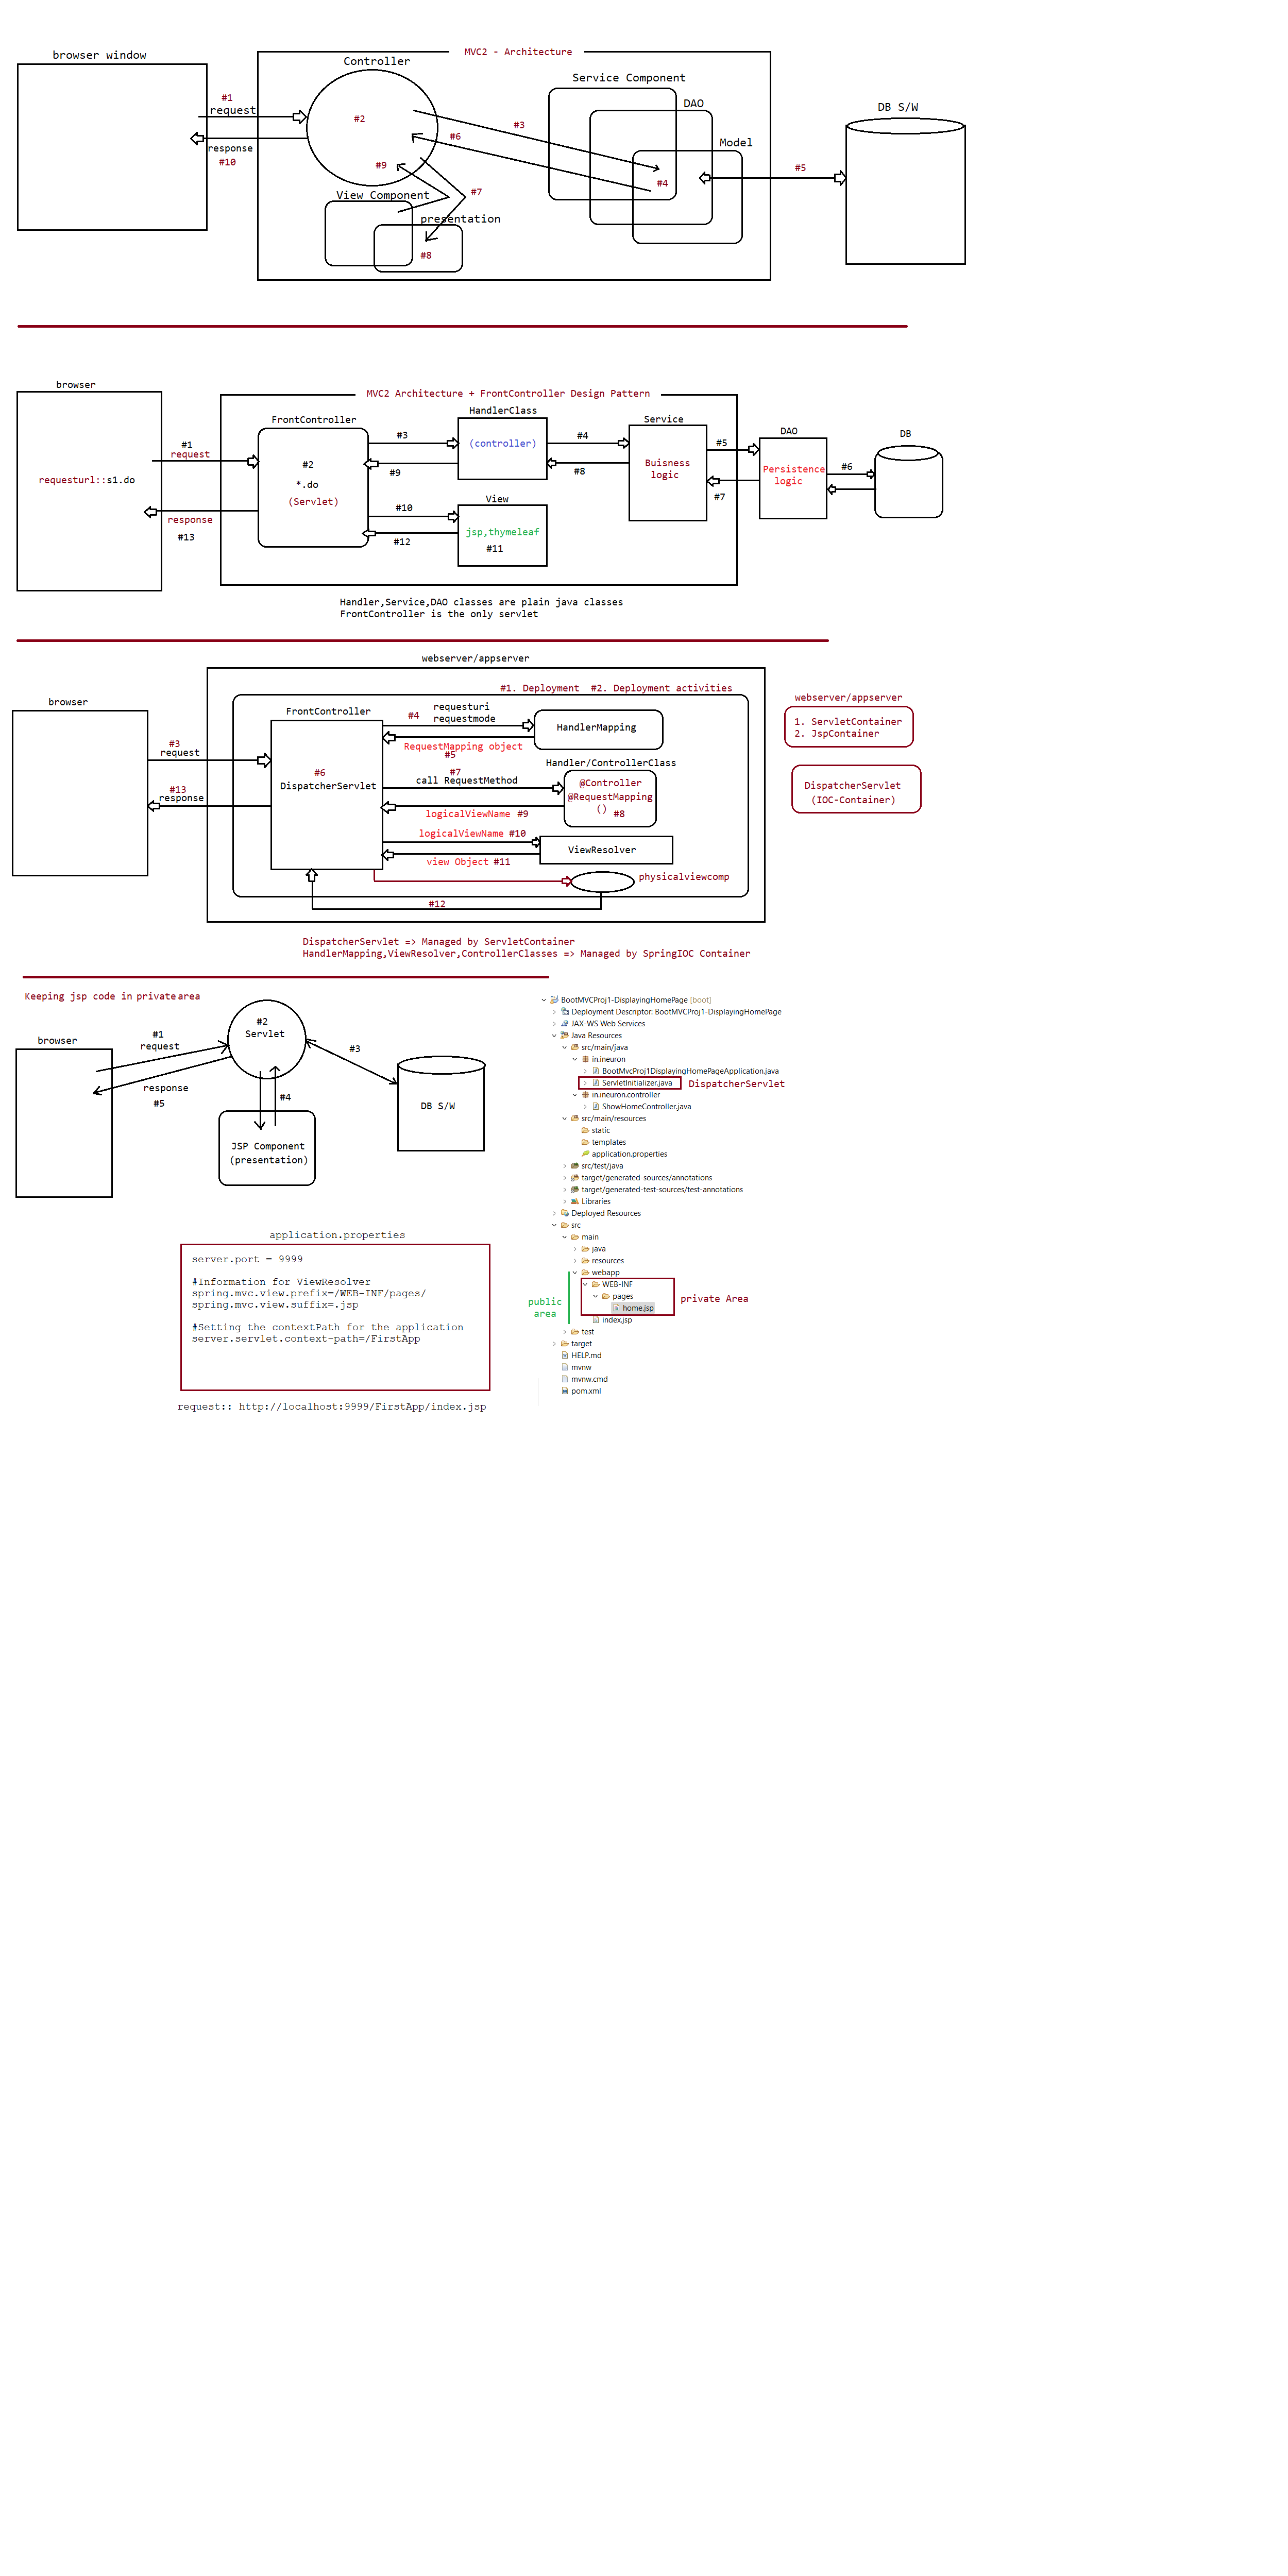 MVC2 - Architecture
browser window
Controller
Service Component
DAO
DB S/W
Model
#1
request
#2
#3
#6
response
#10
#9
#4
#5
View Component
#7
presentation
#8
browser
MVC2 Architecture + FrontController Design Pattern
HandlerClass
FrontController
Service
DAO
DB
#1
request
#3
(controller)
#4
#5
#2
Buisness
logic
Persistence
logic
#6
requesturl::s1.do
*.do
(Servlet)
#9
#8
#7
View
#10
response
#13
jsp,thymeleaf
#12
#11
Handler,Service,DAO classes are plain java classes
FrontController is the only servlet
webserver/appserver
#1. Deployment #2. Deployment activities
browser
FrontController
requesturi
#4
requestmode
HandlerMapping
RequestMapping object
#5
#3
request
Handler/ControllerClass
#6
DispatcherServlet
#7
call RequestMethod
@Controller
@RequestMapping
() #8
#13
response
logicalViewName #9
logicalViewName #10
ViewResolver
view Object #11
physicalviewcomp
#12
webserver/appserver
1. ServletContainer
2. JspContainer
DispatcherServlet
(IOC-Container)
DispatcherServlet => Managed by ServletContainer
HandlerMapping,ViewResolver,ControllerClasses => Managed by SpringIOC Container
Keeping jsp code in private area
#2
Servlet
browser
#1
request
#3
response
#5
#4
DB S/W
JSP Component
(presentation)
application.properties
server.port = 9999
#Information for ViewResolver
spring.mvc.view.prefix=/WEB-INF/pages/
spring.mvc.view.suffix=.jsp
#Setting the contextPath for the application
server.servlet.context-path=/FirstApp
request:: http://localhost:9999/FirstApp/index.jsp
BootMVCProj1-DisplayingHomePage [boot]
Deployment Descriptor: BootMVCProj1-DisplayingHomePage
JAX-WS Web Services
Java Resources
src/main/java
in.ineuron
BootMvcProj1DisplayingHomePageApplication.java
ServletInitializer.java DispatcherServlet
in.ineuron.controller
ShowHomeController.java
src/main/resources
static
templates
application.properties
src/test/java
target/generated-sources/annotations
target/generated-test-sources/test-annotations
Libraries
Deployed Resources
src
main
java
resources
webapp
WEB-INF
pages
home.jsp
index.jsp
public
area
private Area
test
target
HELP.md
mvnw
mvnw.cmd
pom.xml